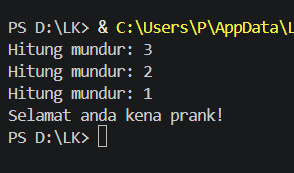 PS D:\LK> & C:\Users\P\AppData\L
Hitung mundur: 3
Hitung mundur: 2
Hitung mundur: 1
Selamat anda kena prank!
PS D:\LK>